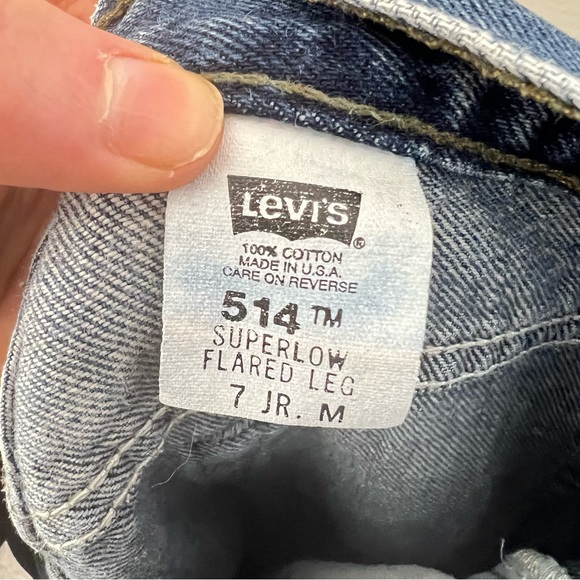 Levi's ®
100% COTTON
MADE IN U.S.A.
CARE ON REVERSE
514™
SUPERLOW
FLARED LEG
7 JR. M